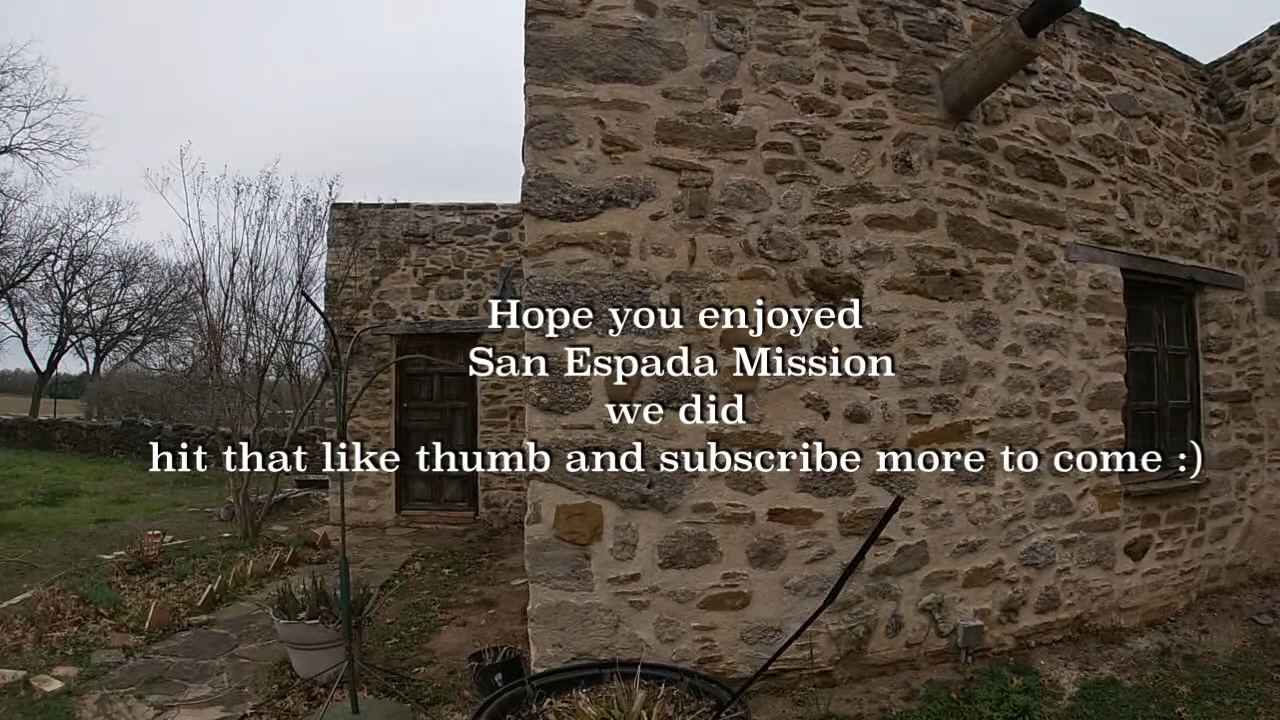 Hope you enjoyed
San Espada Mission
we did
hit that like thumb and subscribe more to come :)